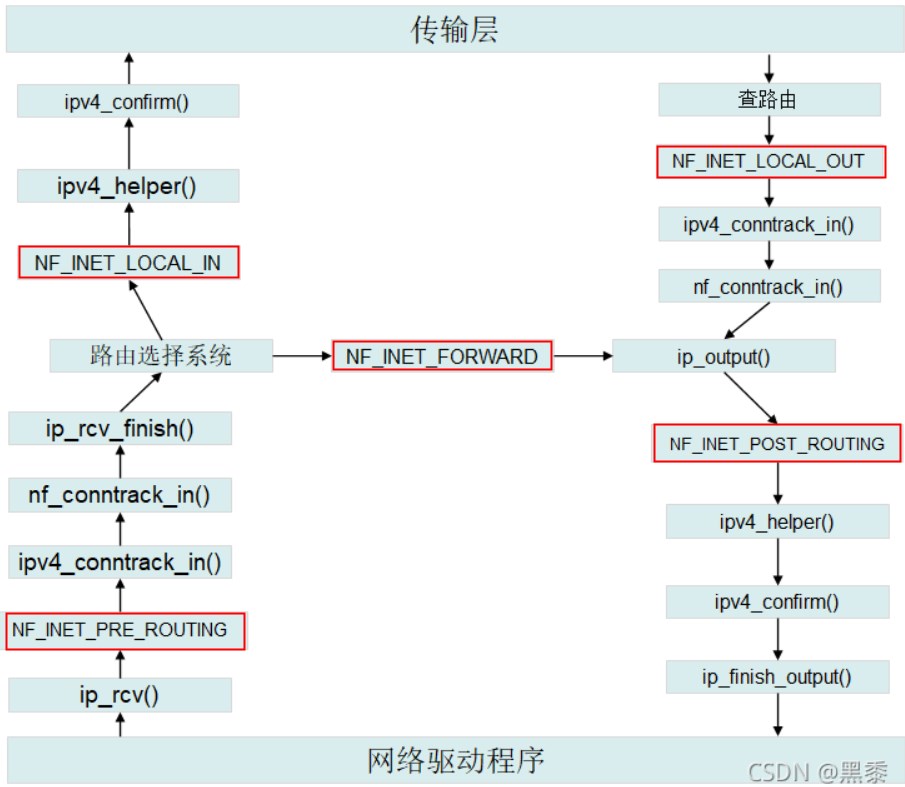 传输层
ipv4_confirm()
ipv4_helper()
NF_INET_LOCAL_IN
路由选择系统
ip_rcv_finish()
nf_conntrack_in()
ipv4_conntrack_in()
NF_INET_PRE_ROUTING
ip_rcv()
NF_INET_FORWARD
查路由
NF_INET_LOCAL_OUT
ipv4_conntrack_in()
nf_conntrack_in()
ip_output()
NF_INET_POST_ROUTING
ipv4_helper()
ipv4_confirm()
ip_finish_output()
网络驱动程序
CSDN @黑黍